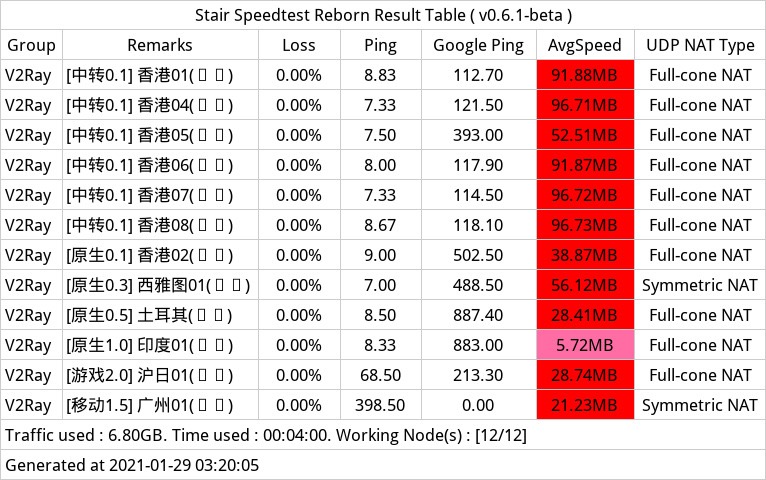 Stair Speedtest Reborn Result Table ( v0.6.1-beta )
Group Remarks Loss Ping Google Ping AvgSpeed UDP NAT Type
V2Ray [中转0.1] 香港01(▯ ▯) 0.00% 8.83 112.70 91.88MB Full-cone NAT
V2Ray [中转0.1] 香港04(▯ ▯) 0.00% 7.33 121.50 96.71MB Full-cone NAT
V2Ray [中转0.1] 香港05(▯ ▯) 0.00% 7.50 393.00 52.51MB Full-cone NAT
V2Ray [中转0.1] 香港06(▯ ▯) 0.00% 8.00 117.90 91.87MB Full-cone NAT
V2Ray [中转0.1] 香港07(▯ ▯) 0.00% 7.33 114.50 96.72MB Full-cone NAT
V2Ray [中转0.1] 香港08(▯ ▯) 0.00% 8.67 118.10 96.73MB Full-cone NAT
V2Ray [原生0.1] 香港02(▯ ▯) 0.00% 9.00 502.50 38.87MB Full-cone NAT
V2Ray [原生0.3] 西雅图01(▯ ▯) 0.00% 7.00 488.50 56.12MB Symmetric NAT
V2Ray [原生0.5] 土耳其(▯ ▯) 0.00% 8.50 887.40 28.41MB Full-cone NAT
V2Ray [原生1.0] 印度01(▯ ▯) 0.00% 8.33 883.00 5.72MB Full-cone NAT
V2Ray [游戏2.0] 沪日01(▯ ▯) 0.00% 68.50 213.30 28.74MB Full-cone NAT
V2Ray [移动1.5] 广州01(▯ ▯) 0.00% 398.50 0.00 21.23MB Symmetric NAT
Traffic used : 6.80GB. Time used : 00:04:00. Working Node(s) : [12/12]
Generated at 2021-01-29 03:20:05